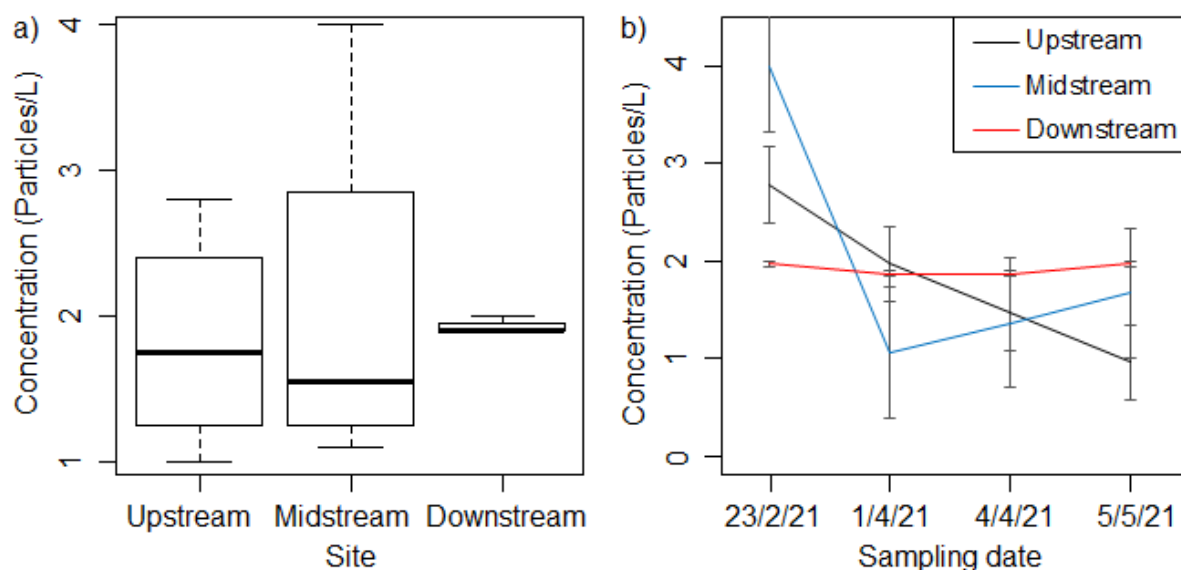 a)
Concentration (Particles/L)
4
3
2
1
Upstream Midstream Downstream
Site
b)
Concentration (Particles/L)
4
3
2
1
0
Upstream
Midstream
Downstream
23/2/21 1/4/21 4/4/21 5/5/21
Sampling date